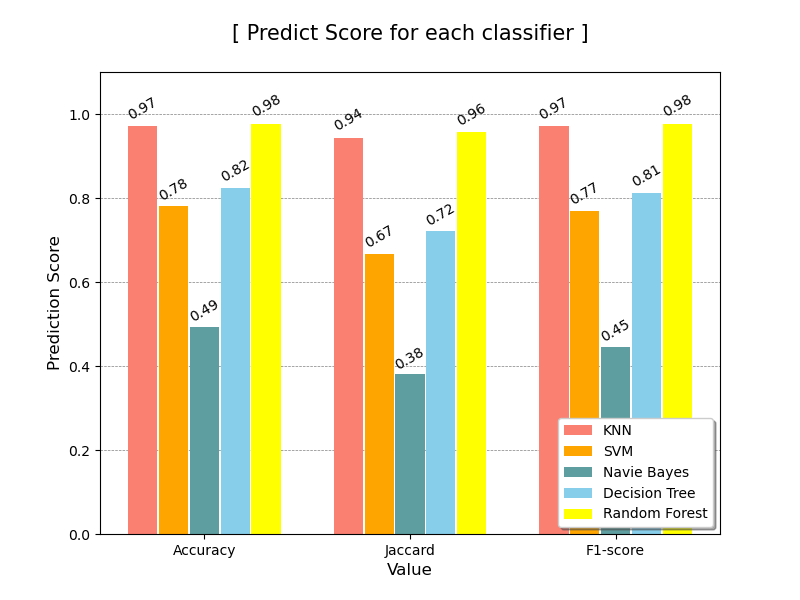 [ Predict Score for each classifier ]
0.97
0.78
0.49
0.82
0.98
0.94
0.67
0.38
0.72
0.96
0.97
0.77
0.45
0.81
0.98
1.0
0.8
0.6
0.4
0.2
0.0
Prediction Score
KNN
SVM
Navie Bayes
Decision Tree
Random Forest
Accuracy
Jaccard
F1-score
Value